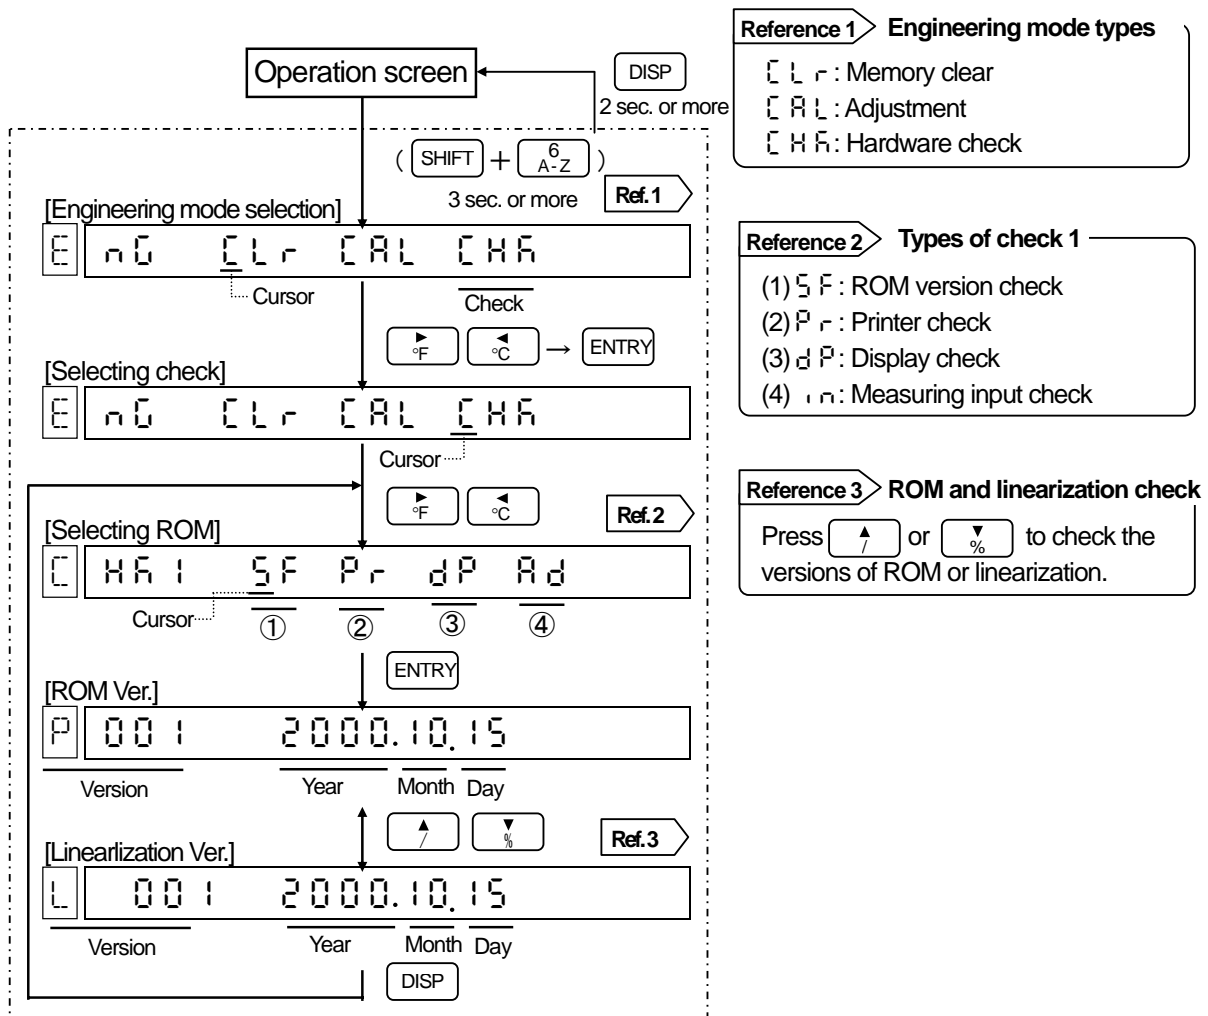 Operation screen
DISP
2 sec. or more
( SHIFT + 6 A-Z )
3 sec. or more
Ref.1
[Engineering mode selection]
E nG CLr CAL CHK
Cursor
Check
▶ °F ◀ °C → ENTRY
[Selecting check]
E nG CLr CAL CHK
Cursor
▶ °F ◀ °C
Ref.2
[Selecting ROM]
C HK1 SF Pr dP Ad
Cursor
① ② ③ ④
ENTRY
[ROM Ver.]
P 001 2000.10.15
Version Year Month Day
▲ / ▼ %
Ref.3
[Linearlization Ver.]
L 001 2000.10.15
Version Year Month Day
DISP
Reference 1 Engineering mode types
CLr : Memory clear
CAL : Adjustment
CHK : Hardware check
Reference 2 Types of check 1
(1) SF : ROM version check
(2) Pr : Printer check
(3) dP : Display check
(4) in : Measuring input check
Reference 3 ROM and linearization check
Press ▲ / or ▼ % to check the
versions of ROM or linearization.